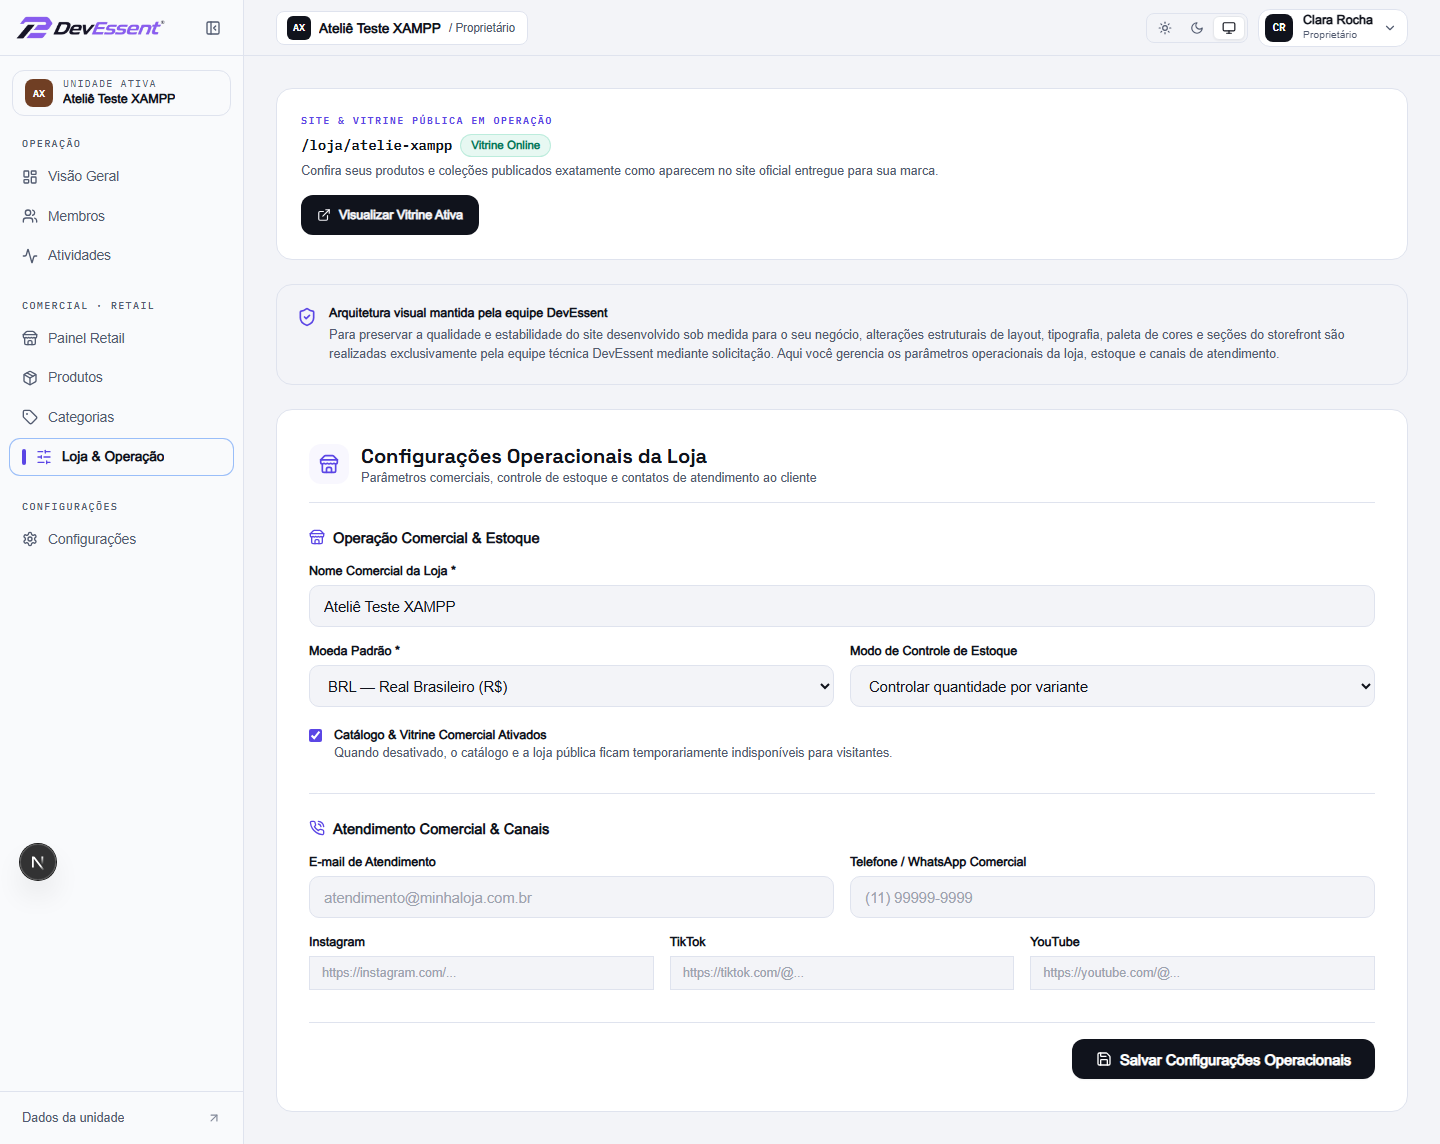 DevEssent
AX
UNIDADE ATIVA
Ateliê Teste XAMPP
OPERAÇÃO
Visão Geral
Membros
Atividades
COMERCIAL · RETAIL
Painel Retail
Produtos
Categorias
Loja & Operação
CONFIGURAÇÕES
Configurações
N
Dados da unidade
AX
Ateliê Teste XAMPP
/ Proprietário
CR
Clara Rocha
Proprietário
SITE & VITRINE PÚBLICA EM OPERAÇÃO
/loja/atelie-xampp
Vitrine Online
Confira seus produtos e coleções publicados exatamente como aparecem no site oficial entregue para sua marca.
Visualizar Vitrine Ativa
Arquitetura visual mantida pela equipe DevEssent
Para preservar a qualidade e estabilidade do site desenvolvido sob medida para o seu negócio, alterações estruturais de layout, tipografia, paleta de cores e seções do storefront são
realizadas exclusivamente pela equipe técnica DevEssent mediante solicitação. Aqui você gerencia os parâmetros operacionais da loja, estoque e canais de atendimento.
Configurações Operacionais da Loja
Parâmetros comerciais, controle de estoque e contatos de atendimento ao cliente
Operação Comercial & Estoque
Nome Comercial da Loja *
Ateliê Teste XAMPP
Moeda Padrão *
Modo de Controle de Estoque
BRL — Real Brasileiro (R$)
Controlar quantidade por variante
Catálogo & Vitrine Comercial Ativados
Quando desativado, o catálogo e a loja pública ficam temporariamente indisponíveis para visitantes.
Atendimento Comercial & Canais
E-mail de Atendimento
Telefone / WhatsApp Comercial
atendimento@minhaloja.com.br
(11) 99999-9999
Instagram
TikTok
YouTube
https://instagram.com/...
https://tiktok.com/@...
https://youtube.com/@...
Salvar Configurações Operacionais